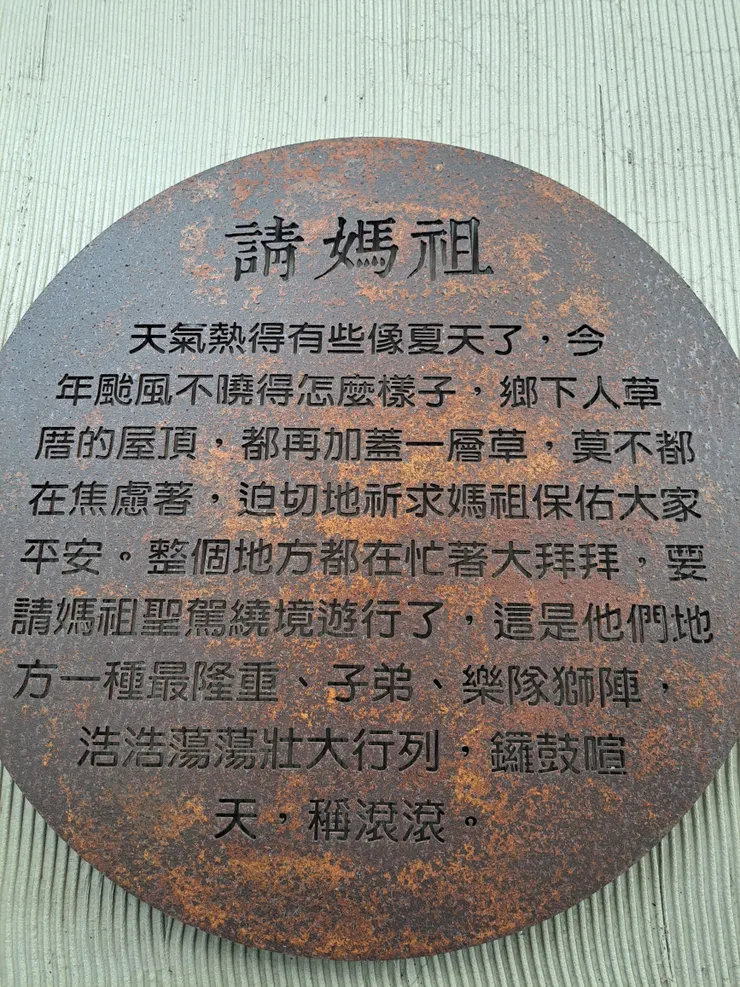 請媽祖
天氣熱得有些像夏天了，今
年颱風不曉得怎麼樣子，鄉下人草
厝的屋頂，都再加蓋一層草，莫不都
在焦慮著，迫切地祈求媽祖保佑大家
平安。整個地方都在忙著大拜拜，要
請媽祖聖駕繞境遊行了，這是他們地
方一種最隆重、子弟、樂隊獅陣，
浩浩蕩蕩壯大行列，鑼鼓喧
天，稱滾滾。